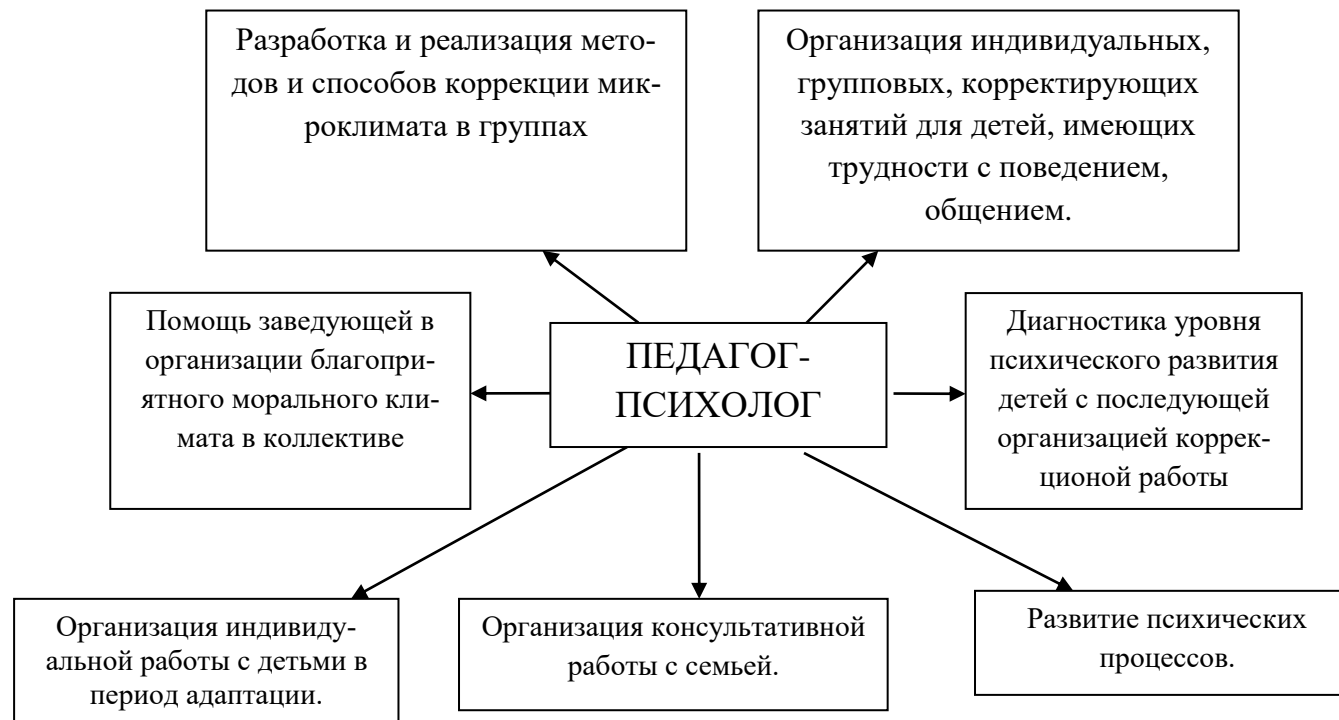 Разработка и реализация мето-
дов и способов коррекции мик-
роклимата в группах
Организация индивидуальных,
групповых, корректирующих
занятий для детей, имеющих
трудности с поведением,
общением.
Помощь заведующей в
организации благопри-
ятного морального кли-
мата в коллективе
ПЕДАГОГ-
ПСИХОЛОГ
Диагностика уровня
психического развития
детей с последующей
организацией коррек-
ционой работы
Организация индивиду-
альной работы с детьми в
период адаптации.
Организация консультативной
работы с семьей.
Развитие психических
процессов.